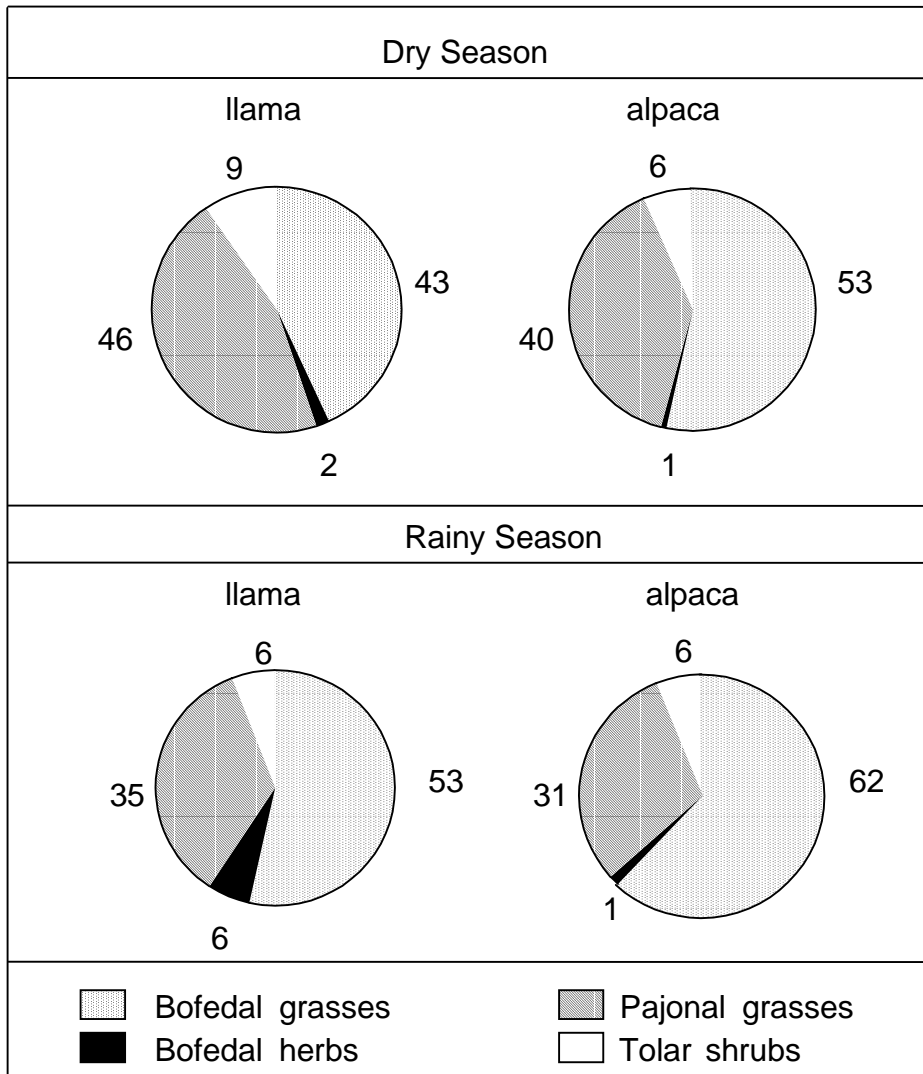 Dry Season
llama alpaca
9 6
43 53
46 40
2 1
Rainy Season
llama alpaca
6 6
53 62
35 31
6 1
Bofedal grasses Pajonal grasses
Bofedal herbs Tolar shrubs